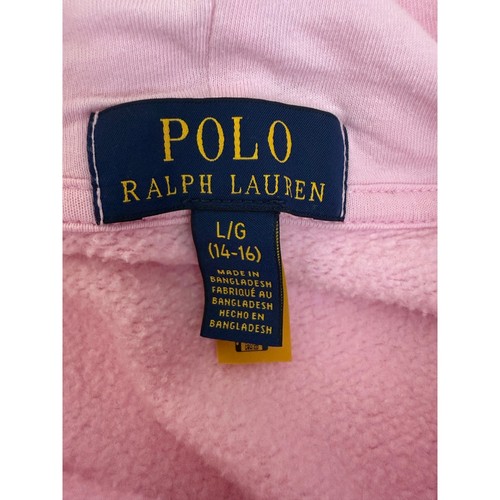 POLO
RALPH LAUREN
L/G
(14-16)
MADE IN
BANGLADESH
FABRIQUÉ AU
BANGLADESH
HECHO EN
BANGLADESH